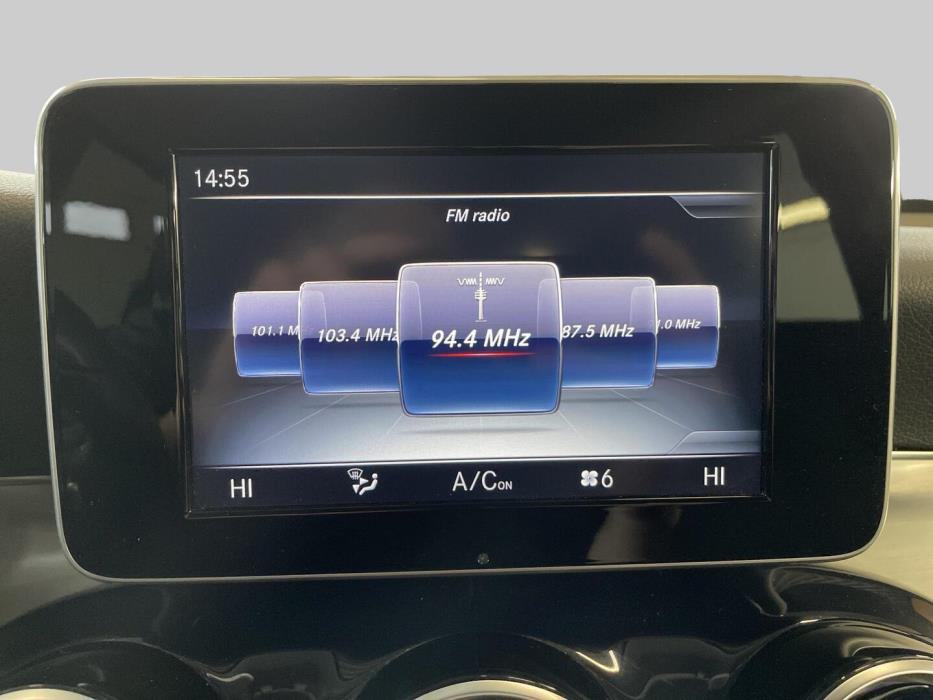 14:55
FM radio
101.1 M 103.4 MHz 94.4 MHz 87.5 MHz .0 MHz
HI A/C ON 6 HI